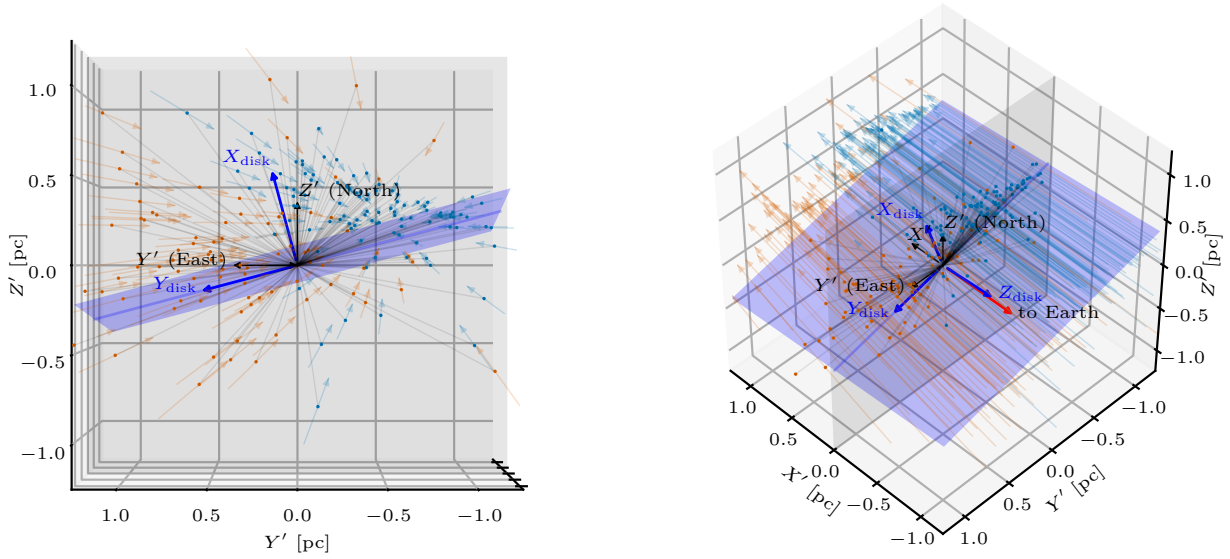 1.0
0.5
0.0
−0.5
−1.0
Z′ [pc]
X_disk
Z′ (North)
Y′ (East)
Y_disk
1.0 0.5 0.0 −0.5 −1.0
Y′ [pc]
X_disk
X′
Z′ (North)
Y′ (East)
Y_disk
Z_disk
to Earth
1.0
0.5
0.0
−0.5
−1.0
Z′ [pc]
1.0
0.5
0.0
−0.5
−1.0
X′ [pc]
−1.0
−0.5
0.0
0.5
1.0
Y′ [pc]